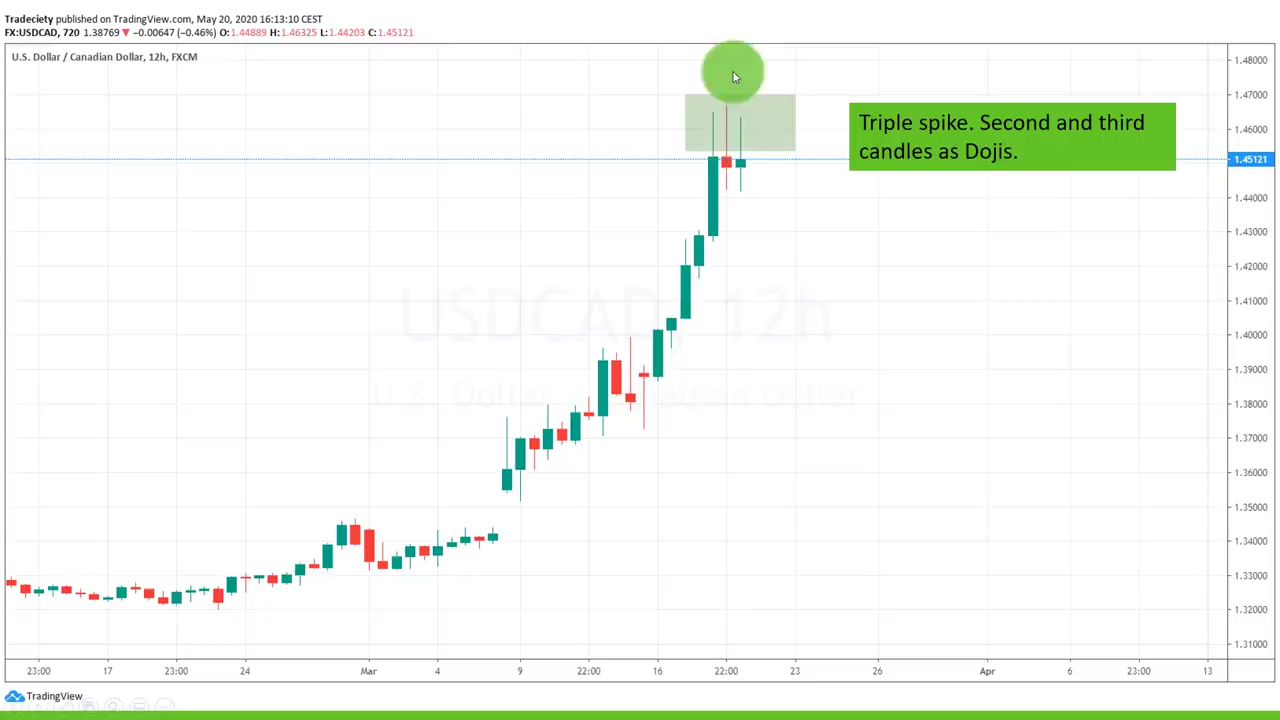 Tradeciety published on TradingView.com, May 20, 2020 16:13:10 CEST
FX:USDCAD, 720 1.38769 ▼ −0.00647 (−0.46%) O:1.44889 H:1.46325 L:1.44203 C:1.45121
U.S. Dollar / Canadian Dollar, 12h, FXCM
Triple spike. Second and third
candles as Dojis.
USDCAD, 12h
U.S. Dollar / Canadian Dollar
1.48000
1.47000
1.46000
1.45121
1.44000
1.43000
1.42000
1.41000
1.40000
1.39000
1.38000
1.37000
1.36000
1.35000
1.34000
1.33000
1.32000
1.31000
23:00 17 23:00 24 Mar 4 9 22:00 16 22:00 23 26 Apr 6 23:00 13
TradingView